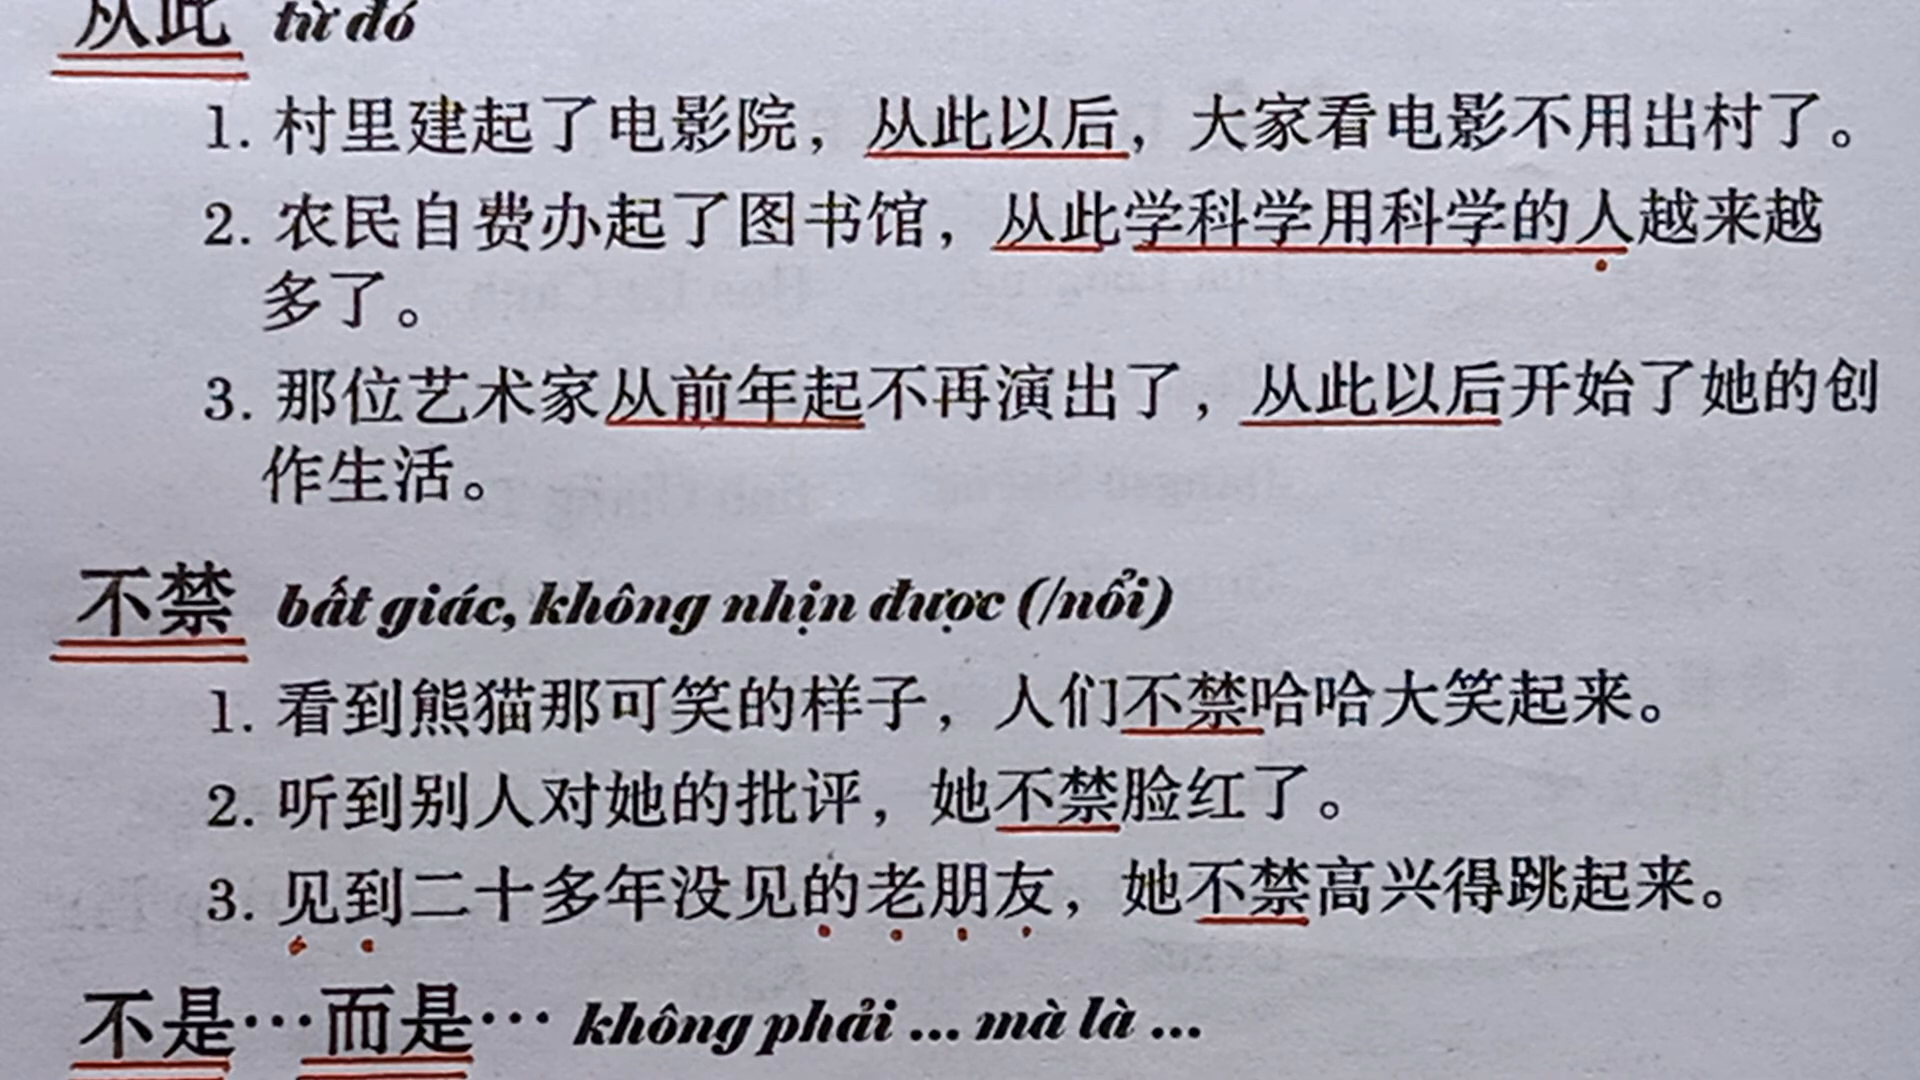 从此 từ đó
1. 村里建起了电影院，从此以后，大家看电影不用出村了。
2. 农民自费办起了图书馆，从此学科学用科学的人越来越
多了。
3. 那位艺术家从前年起不再演出了，从此以后开始了她的创
作生活。
不禁 bất giác, không nhịn được (/nổi)
1. 看到熊猫那可笑的样子，人们不禁哈哈大笑起来。
2. 听到别人对她的批评，她不禁脸红了。
3. 见到二十多年没见的老朋友，她不禁高兴得跳起来。
不是…而是… không phải ... mà là ...